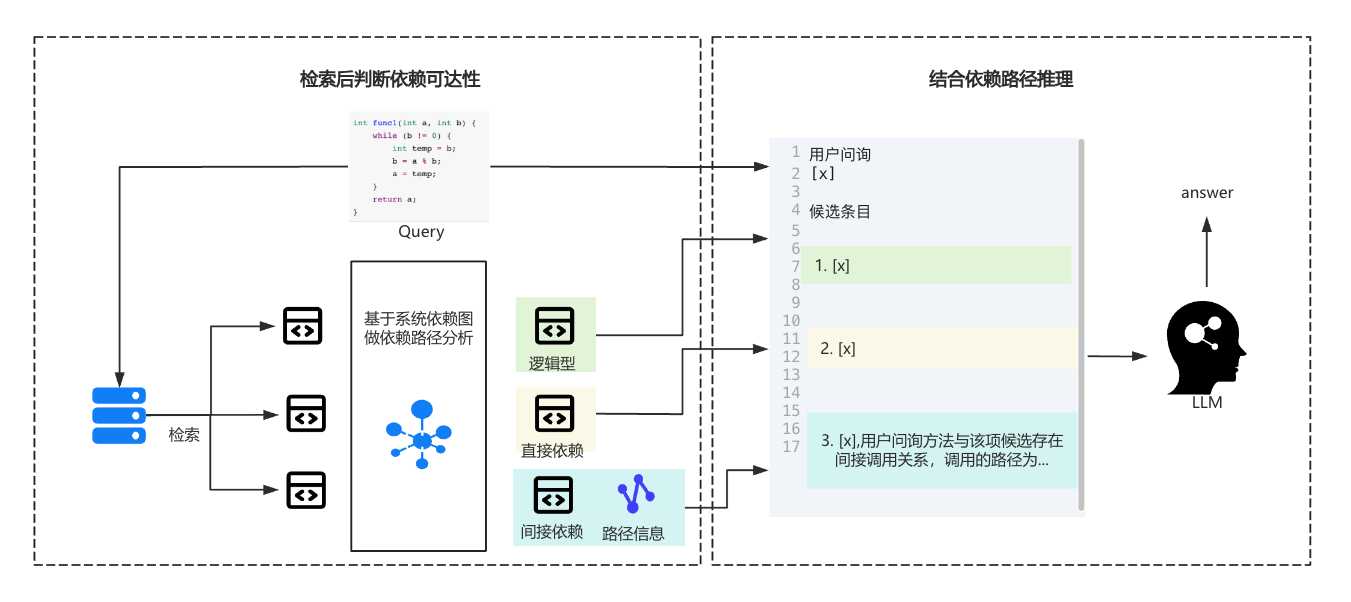 检索后判断依赖可达性
int func1(int a, int b) {
    while (b != 0) {
        int temp = b;
        b = a % b;
        a = temp;
    }
    return a;
}
Query
基于系统依赖图
做依赖路径分析
检索
逻辑型
直接依赖
间接依赖
路径信息
结合依赖路径推理
1 用户问询
2 [x]
3
4 候选条目
5
6
7 1. [x]
8
9
10
11
12 2. [x]
13
14
15
16 3. [x],用户问询方法与该项候选存在
17 间接调用关系，调用的路径为...
answer
LLM